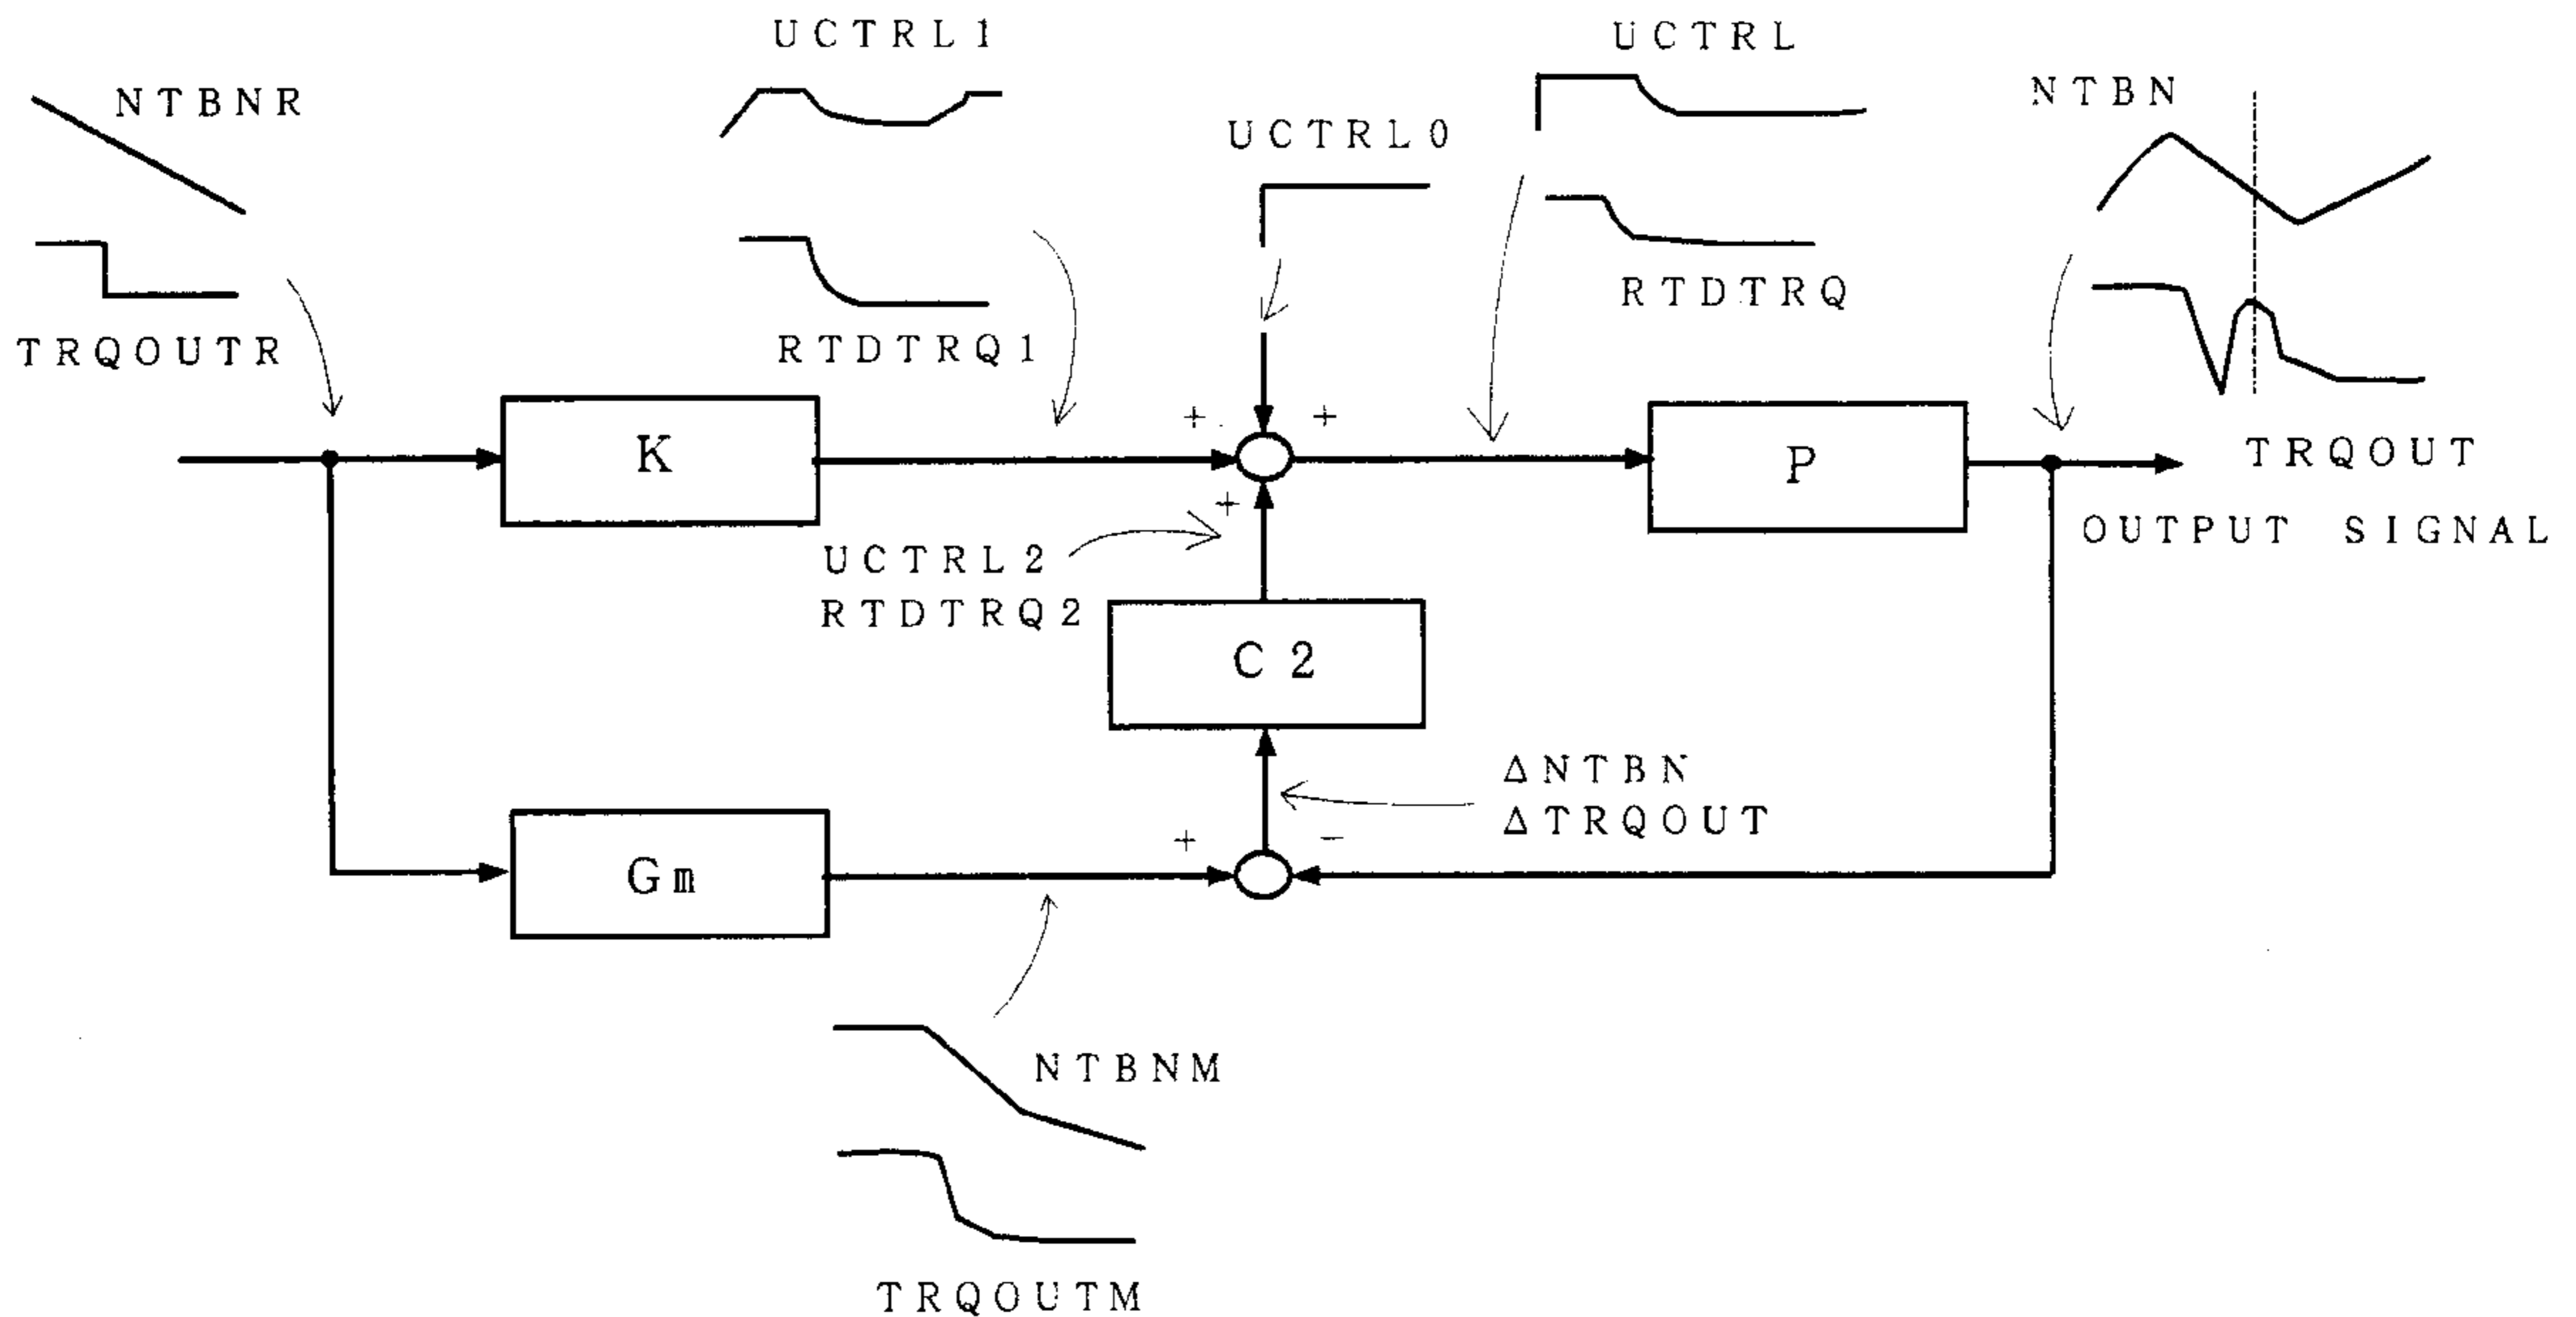 UCTRL1
UCTRL
NTBNR
NTBN
UCTRL0
RTDTRQ
TRQOUTR
RTDTRQ1
+
+
K
P
TRQOUT
+
OUTPUT SIGNAL
UCTRL2
RTDTRQ2
C2
ΔNTBN
ΔTRQOUT
+
−
Gm
NTBNM
TRQOUTM